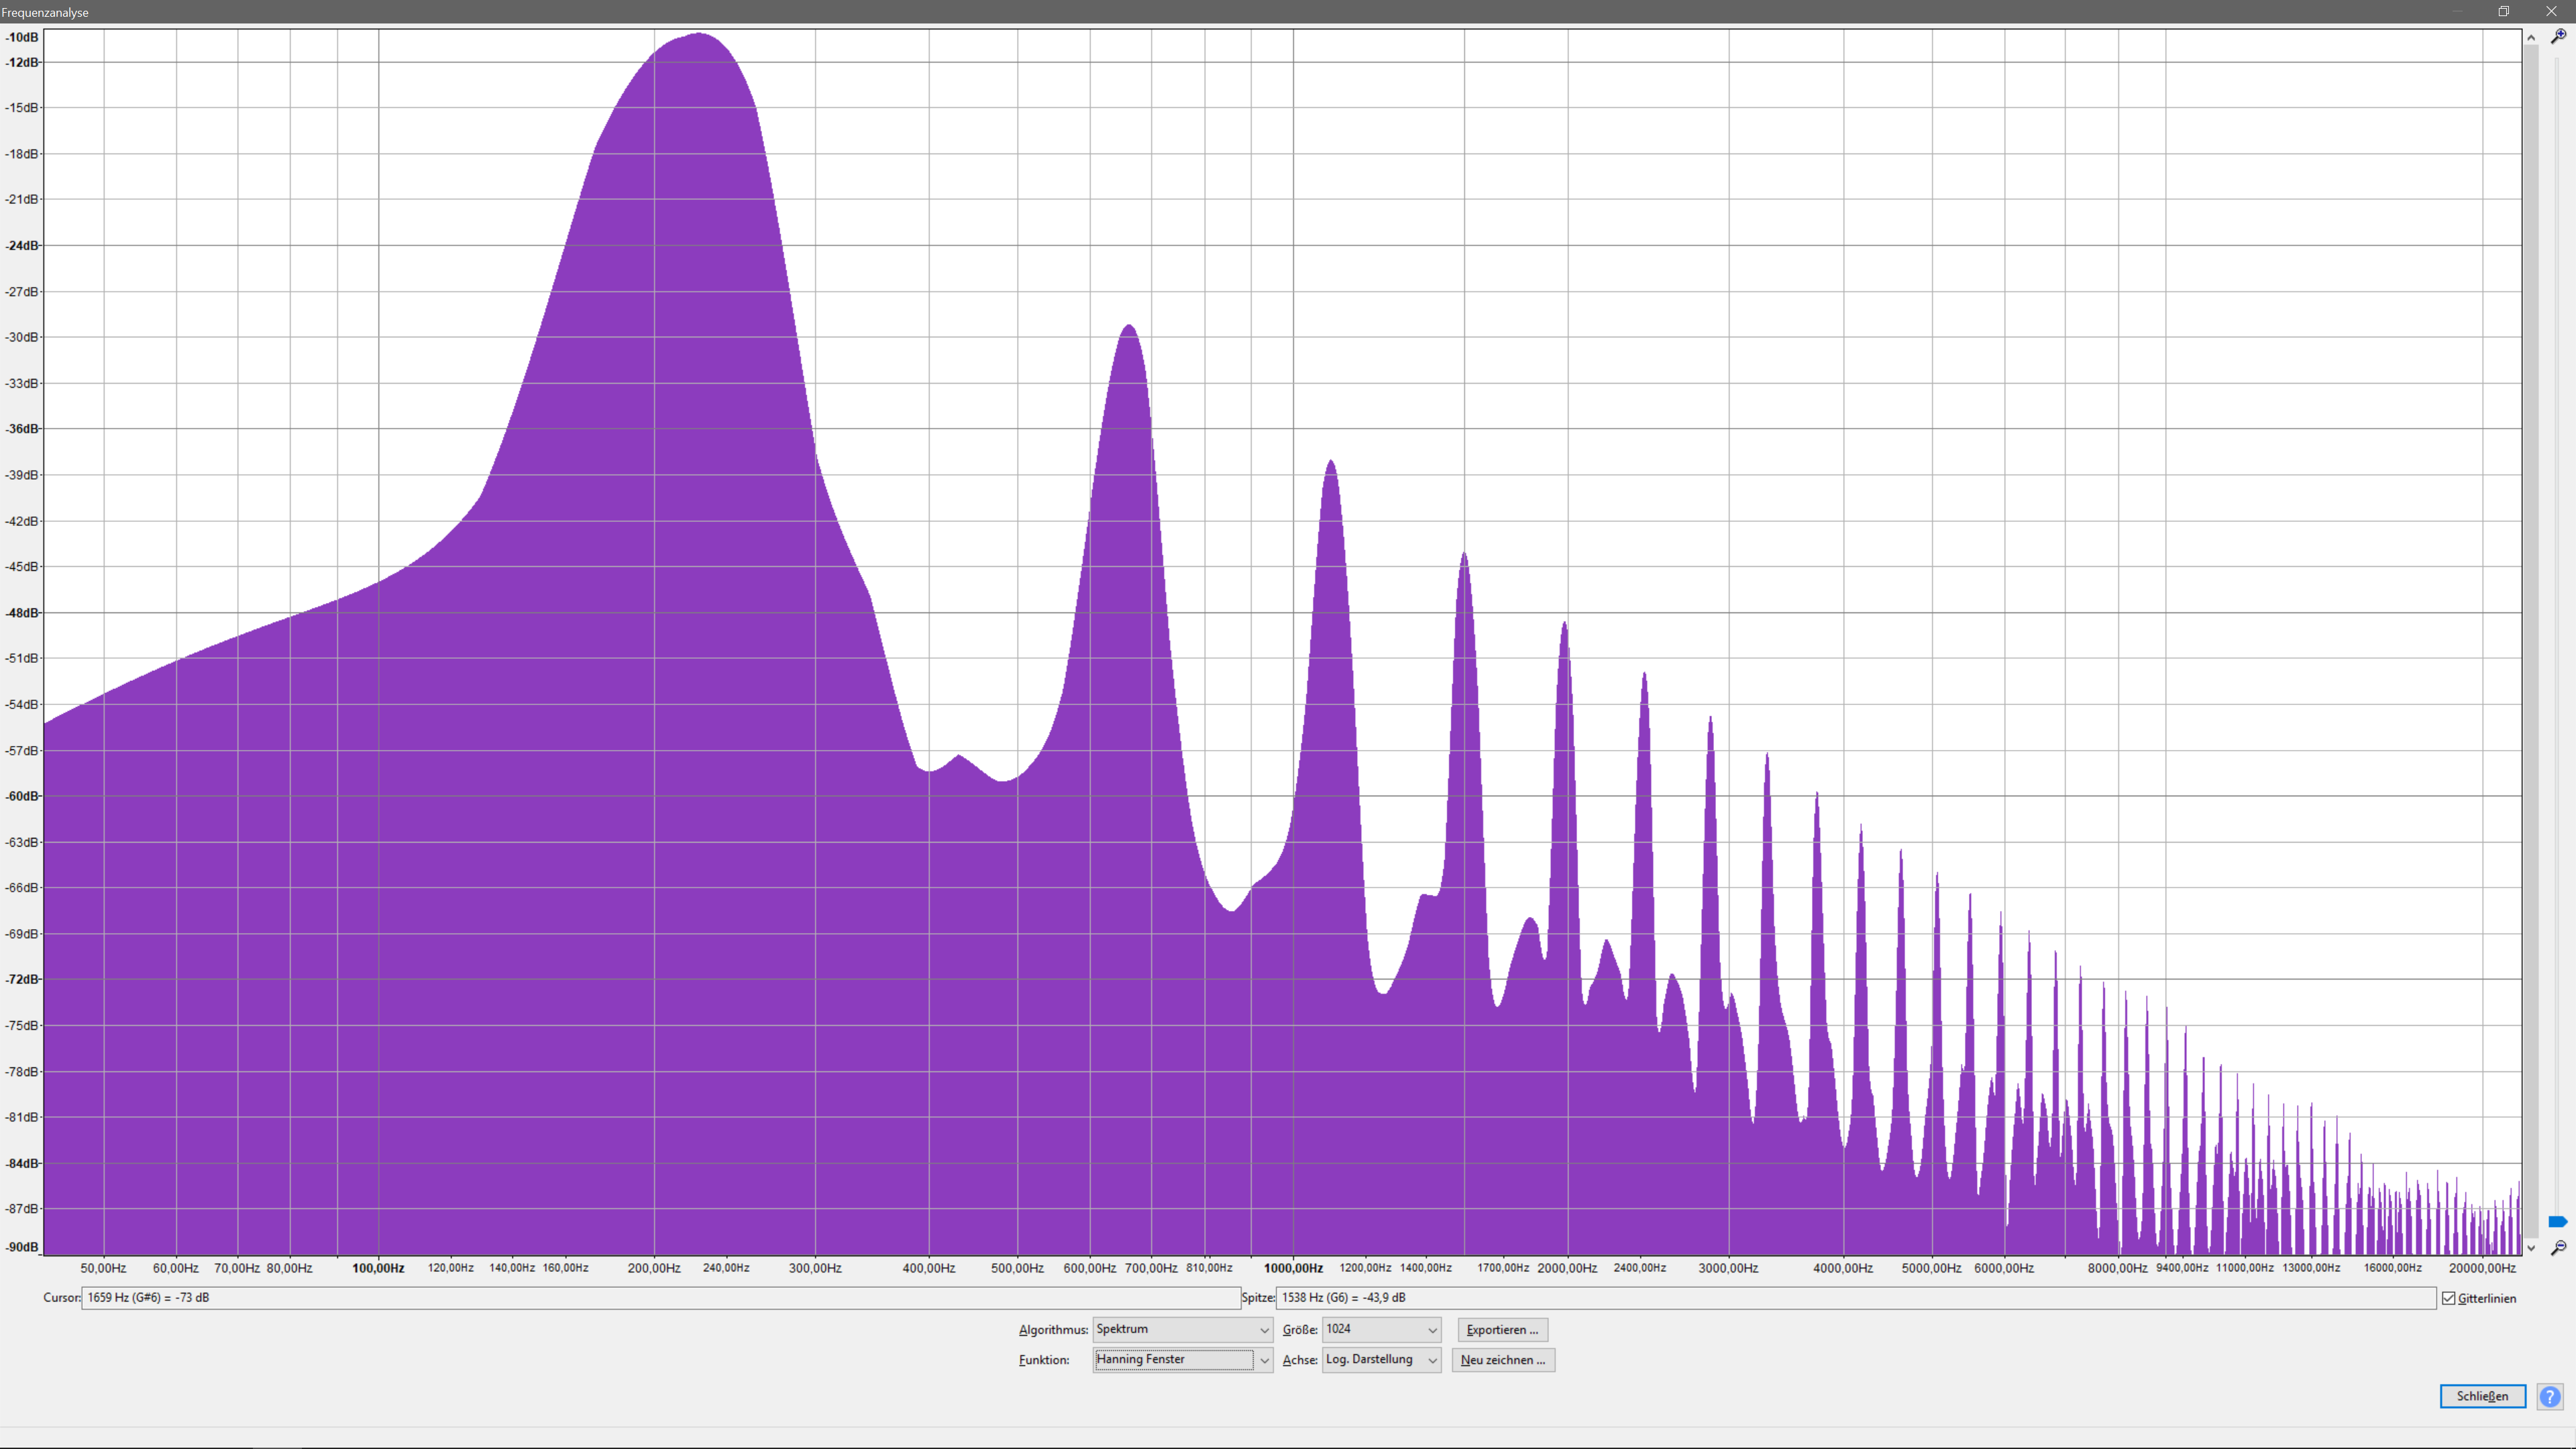 Frequenzanalyse
-10dB
-12dB
-15dB
-18dB
-21dB
-24dB
-27dB
-30dB
-33dB
-36dB
-39dB
-42dB
-45dB
-48dB
-51dB
-54dB
-57dB
-60dB
-63dB
-66dB
-69dB
-72dB
-75dB
-78dB
-81dB
-84dB
-87dB
-90dB
50,00Hz 60,00Hz 70,00Hz 80,00Hz 100,00Hz 120,00Hz 140,00Hz 160,00Hz 200,00Hz 240,00Hz 300,00Hz 400,00Hz 500,00Hz 600,00Hz 700,00Hz 810,00Hz 1000,00Hz 1200,00Hz 1400,00Hz 1700,00Hz 2000,00Hz 2400,00Hz 3000,00Hz 4000,00Hz 5000,00Hz 6000,00Hz 8000,00Hz 9400,00Hz 11000,00Hz 13000,00Hz 16000,00Hz 20000,00Hz
Cursor: 1659 Hz (G#6) = -73 dB Spitze: 1538 Hz (G6) = -43,9 dB Gitterlinien
Algorithmus: Spektrum Größe: 1024 Exportieren ...
Funktion: Hanning Fenster Achse: Log. Darstellung Neu zeichnen ...
Schließen ?